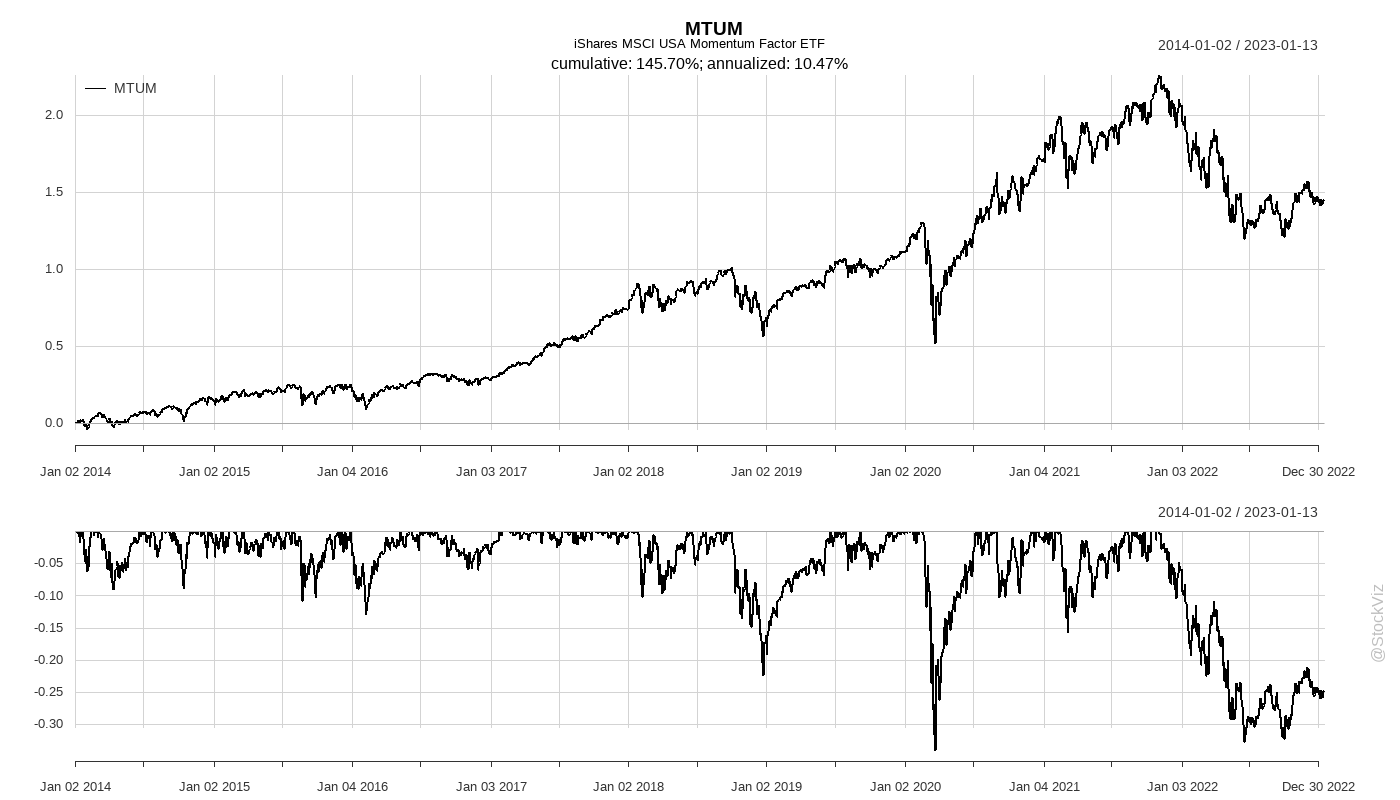 MTUM
iShares MSCI USA Momentum Factor ETF
2014-01-02 / 2023-01-13
cumulative: 145.70%; annualized: 10.47%
MTUM
2.0
1.5
1.0
0.5
0.0
Jan 02 2014 Jan 02 2015 Jan 04 2016 Jan 03 2017 Jan 02 2018 Jan 02 2019 Jan 02 2020 Jan 04 2021 Jan 03 2022 Dec 30 2022
2014-01-02 / 2023-01-13
-0.05
-0.10
-0.15
-0.20
-0.25
-0.30
Jan 02 2014 Jan 02 2015 Jan 04 2016 Jan 03 2017 Jan 02 2018 Jan 02 2019 Jan 02 2020 Jan 04 2021 Jan 03 2022 Dec 30 2022
@StockViz